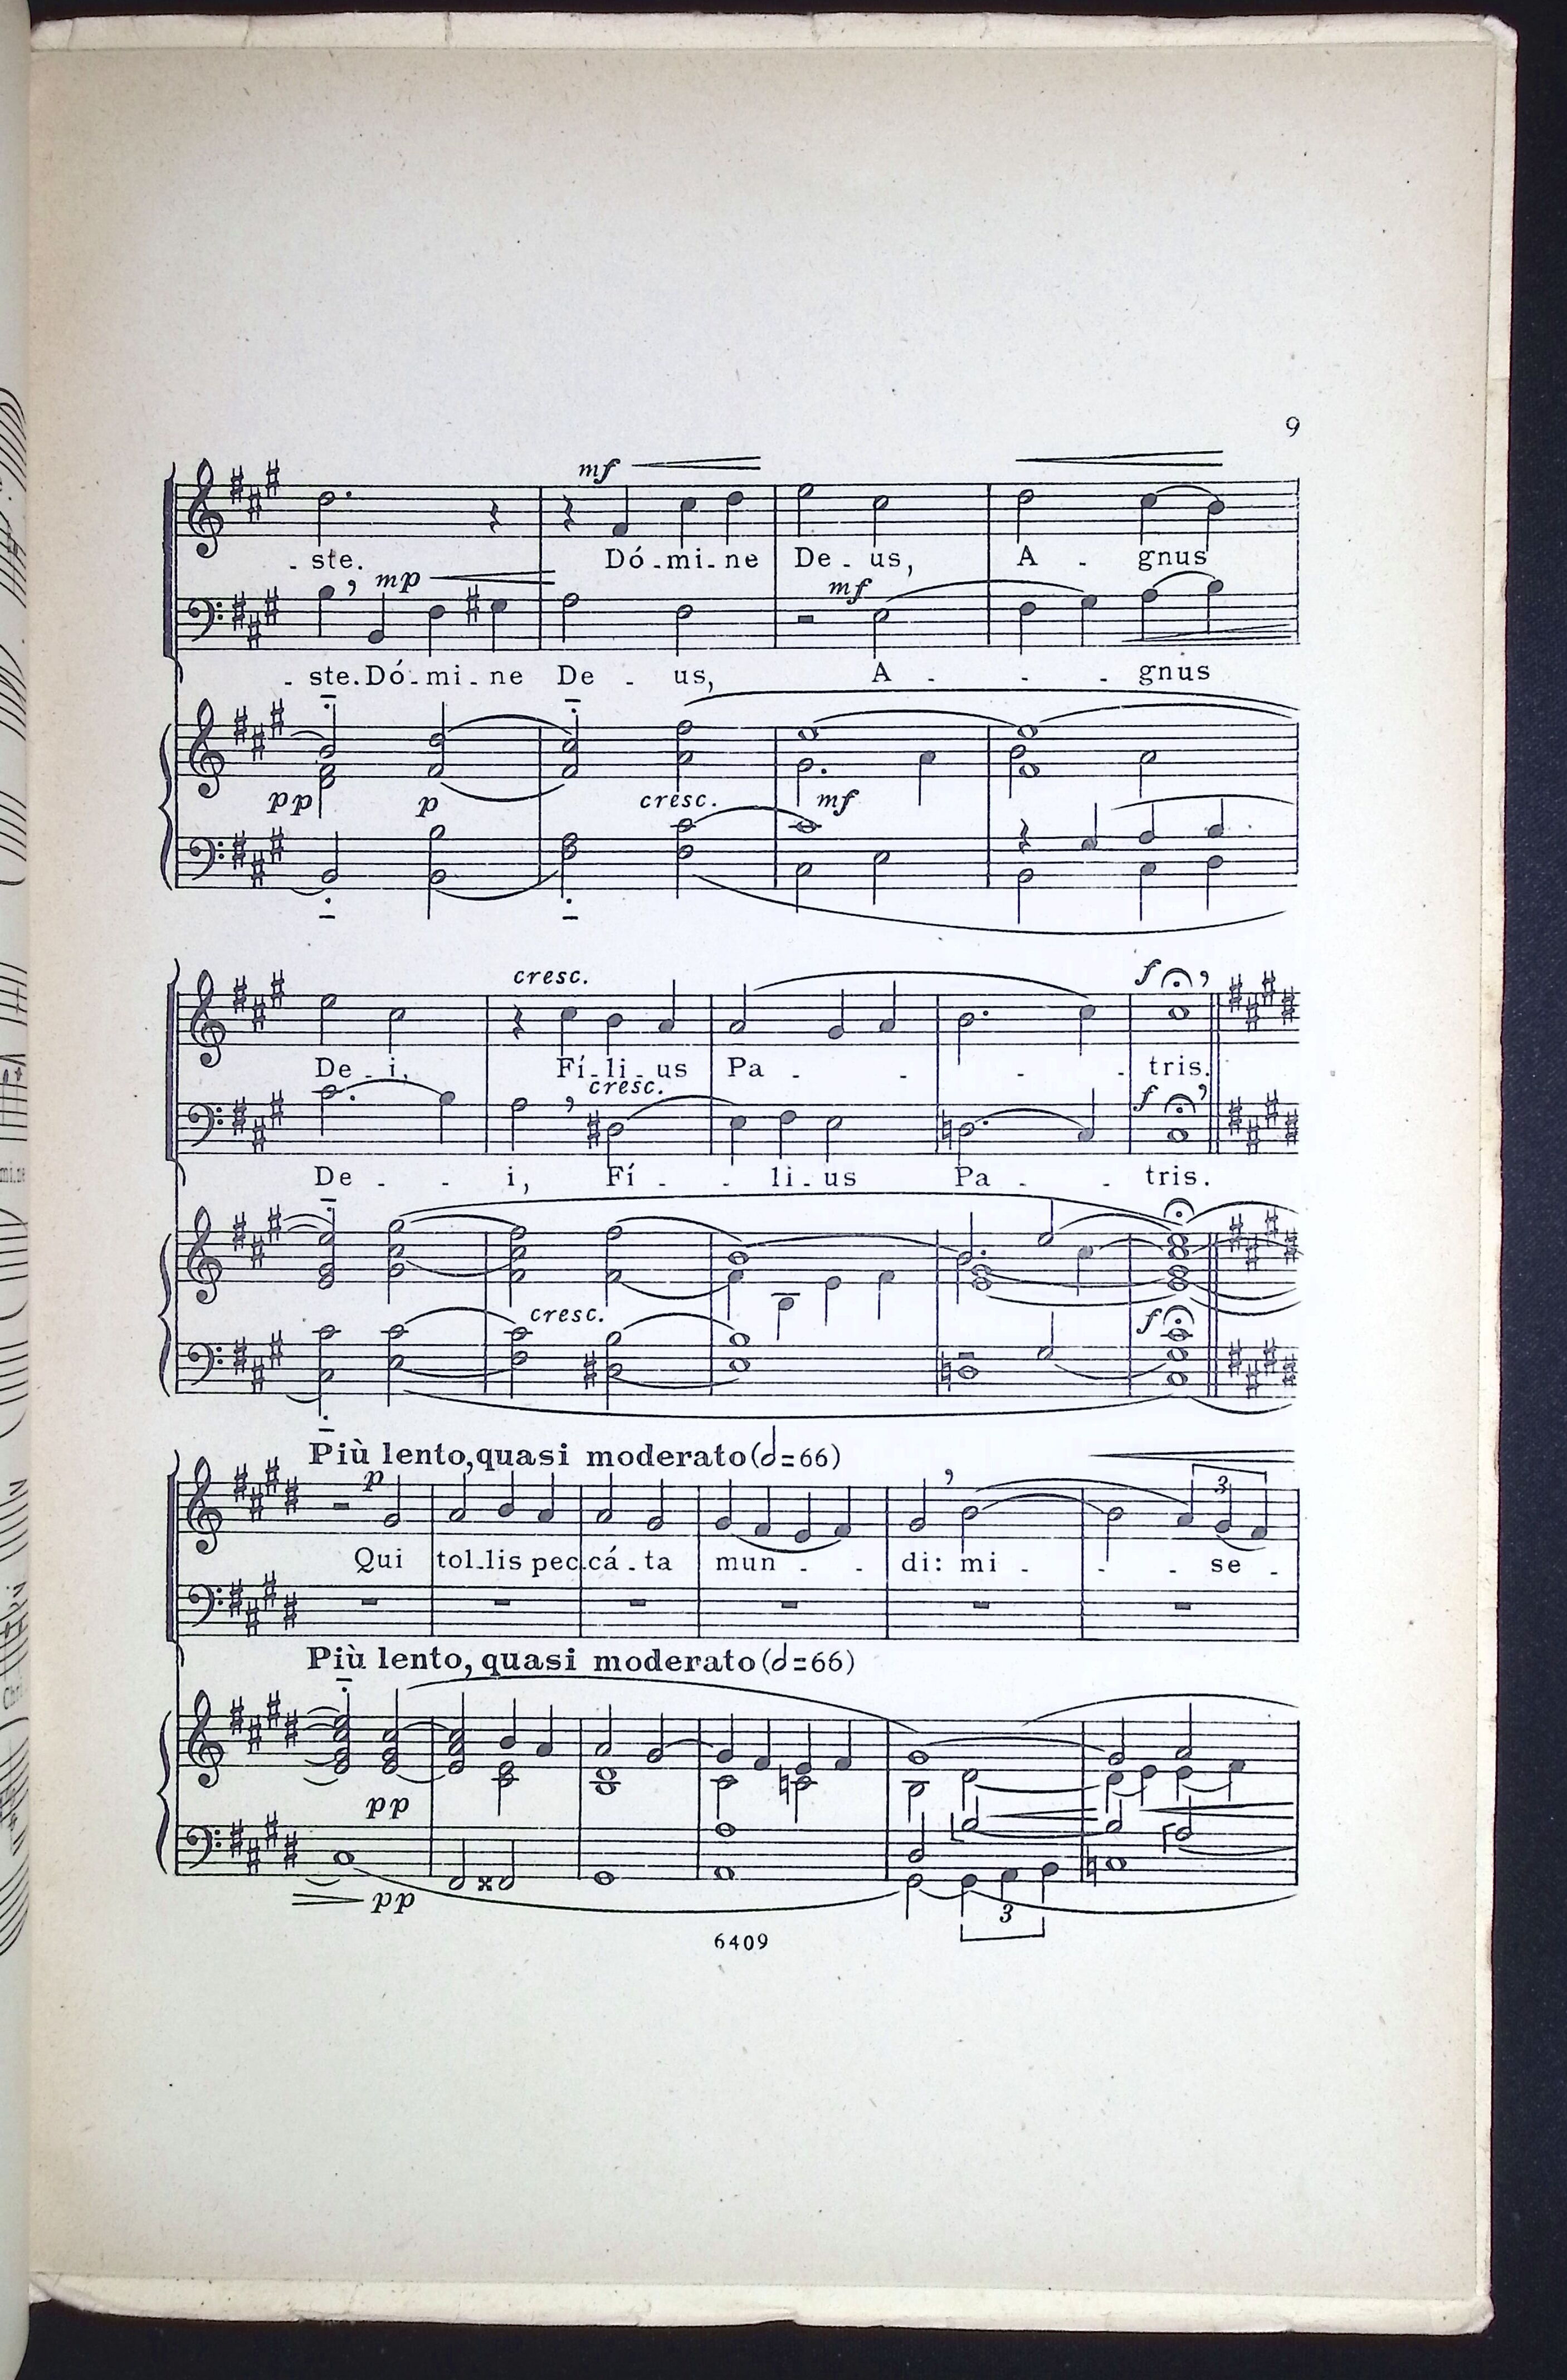 9
mf
- ste. Dó - mi - ne De - us, A - gnus
mp mf
- ste. Dó - mi - ne De - us, A - - - gnus
pp p cresc. mf
cresc. f
De - i, Fí - li - us Pa - - - - tris.
cresc. f
De - - i, Fí - - li - us Pa - - tris.
cresc. f
Più lento, quasi moderato (𝅗𝅥=66)
p 3
Qui tol - lis pec - cá - ta mun - - di: mi - - - se -
Più lento, quasi moderato (𝅗𝅥=66)
pp
pp
3
6409